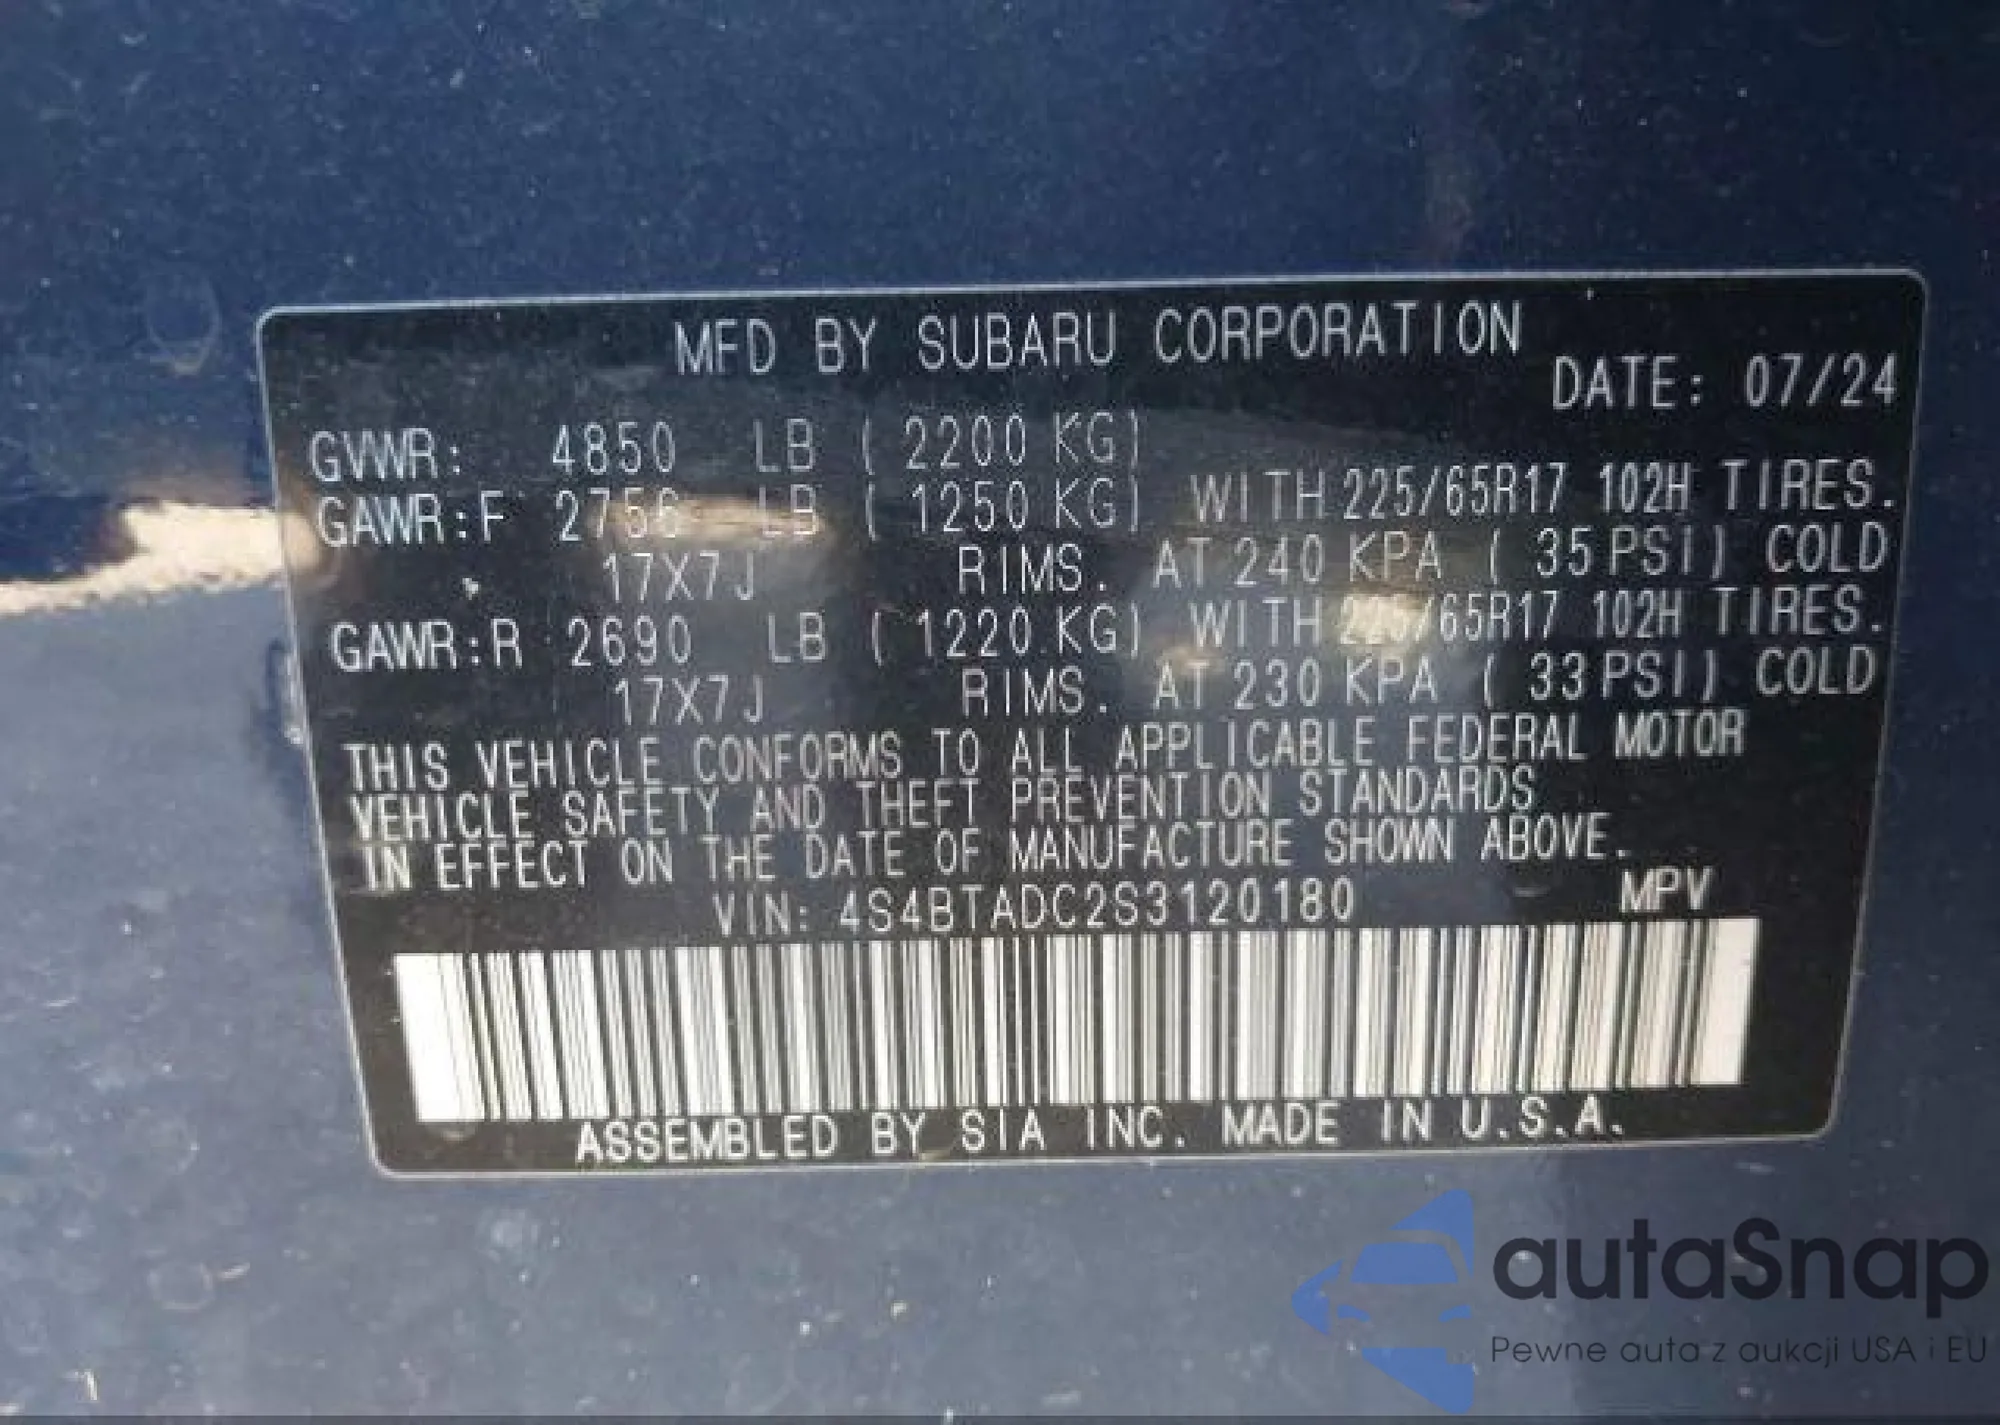 MFD BY SUBARU CORPORATION
DATE: 07/24
GVWR: 4850 LB ( 2200 KG)
GAWR:F 2756 LB ( 1250 KG) WITH 225/65R17 102H TIRES.
17X7J RIMS. AT 240 KPA ( 35 PSI) COLD
GAWR:R 2690 LB ( 1220 KG) WITH 225/65R17 102H TIRES.
17X7J RIMS. AT 230 KPA ( 33 PSI) COLD
THIS VEHICLE CONFORMS TO ALL APPLICABLE FEDERAL MOTOR
VEHICLE SAFETY AND THEFT PREVENTION STANDARDS
IN EFFECT ON THE DATE OF MANUFACTURE SHOWN ABOVE.
VIN: 4S4BTADC2S3120180 MPV
ASSEMBLED BY SIA INC. MADE IN U.S.A.
autaSnap
Pewne auta z aukcji USA i EU